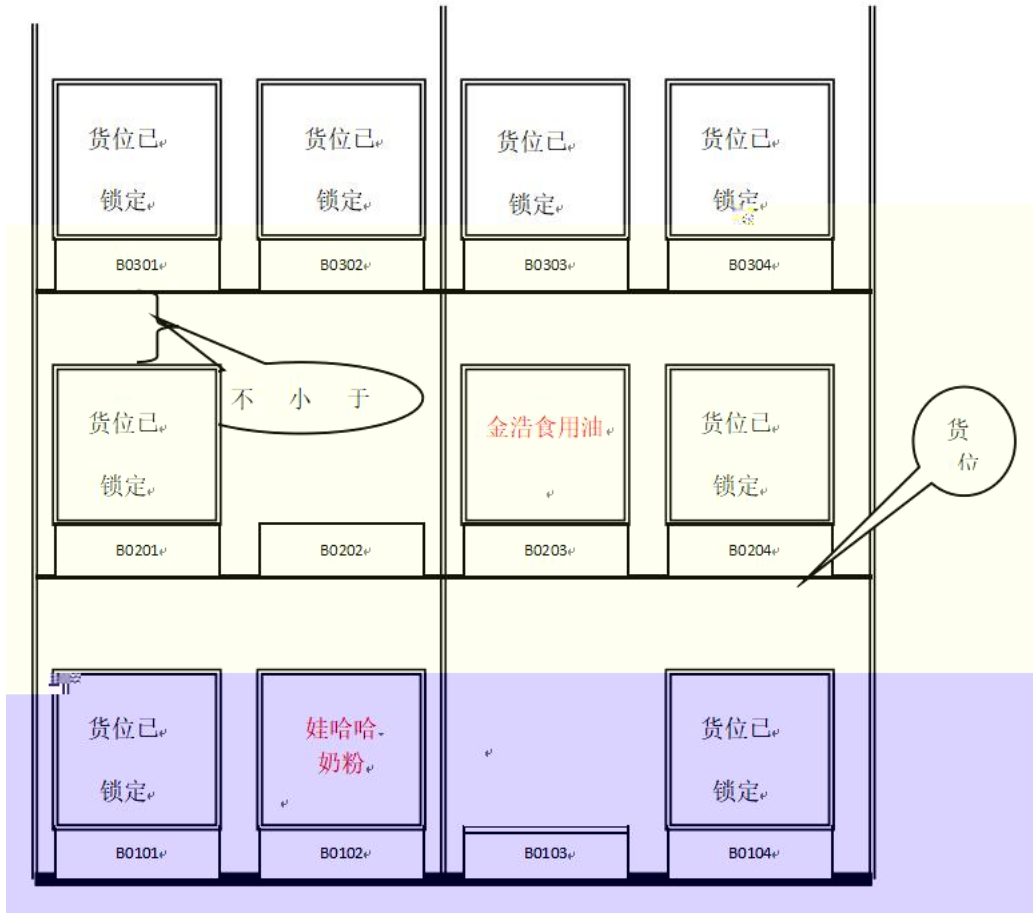 货位已
锁定
货位已
锁定
货位已
锁定
货位已
锁定
B0301
B0302
B0303
B0304
不 小 于
货位已
锁定
金浩食用油
货位已
锁定
货
位
B0201
B0202
B0203
B0204
货位已
锁定
娃哈哈
奶粉
货位已
锁定
B0101
B0102
B0103
B0104